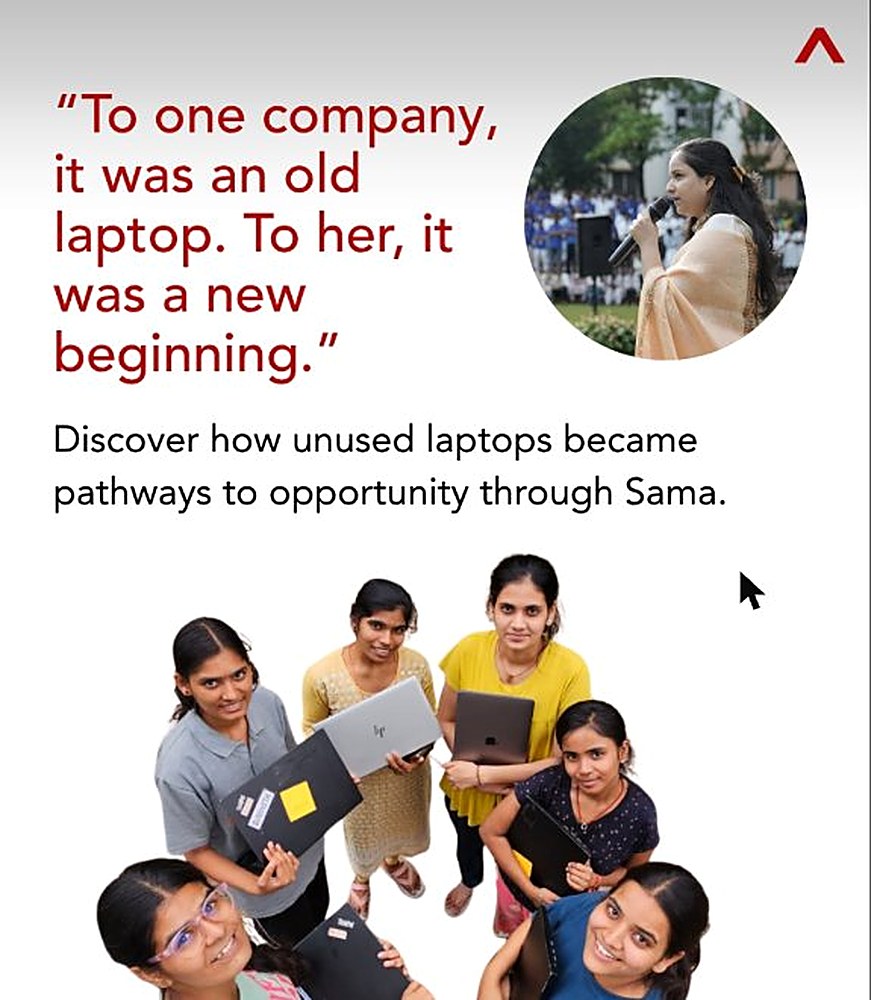 “To one company,
it was an old
laptop. To her, it
was a new
beginning.”
Discover how unused laptops became
pathways to opportunity through Sama.
hp